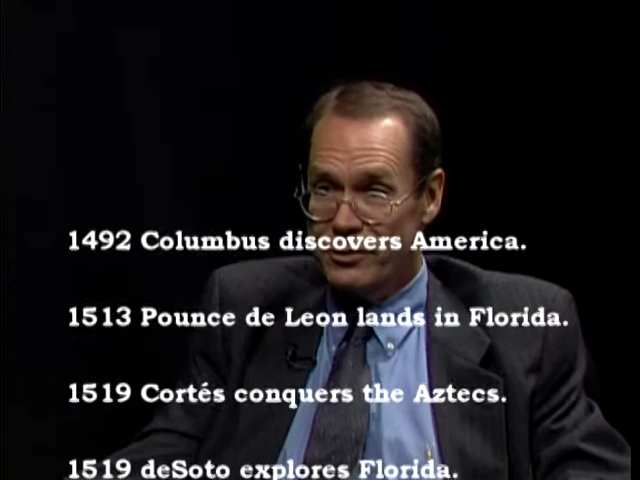 1492 Columbus discovers America.
1513 Pounce de Leon lands in Florida.
1519 Cortés conquers the Aztecs.
1519 deSoto explores Florida.